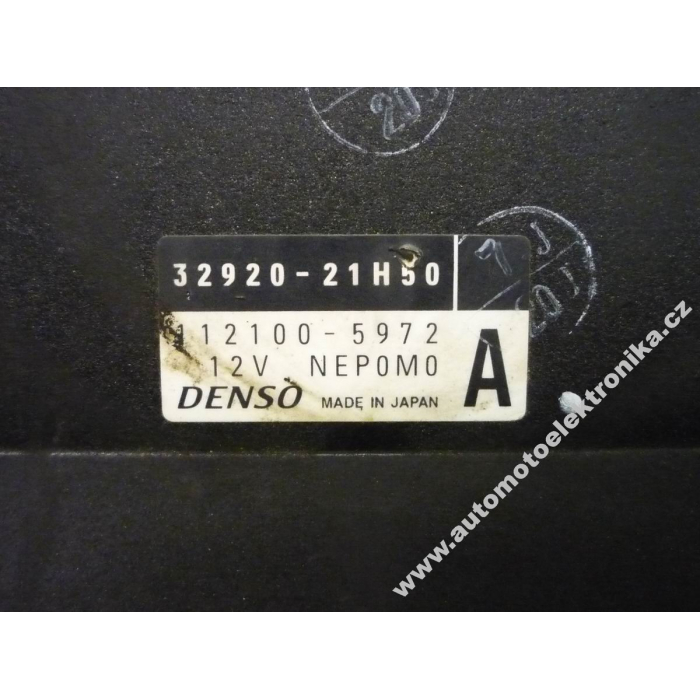 32920-21H50
112100-5972
12V NEPOMO
A
DENSO MADE IN JAPAN
www.automotoelektronika.cz